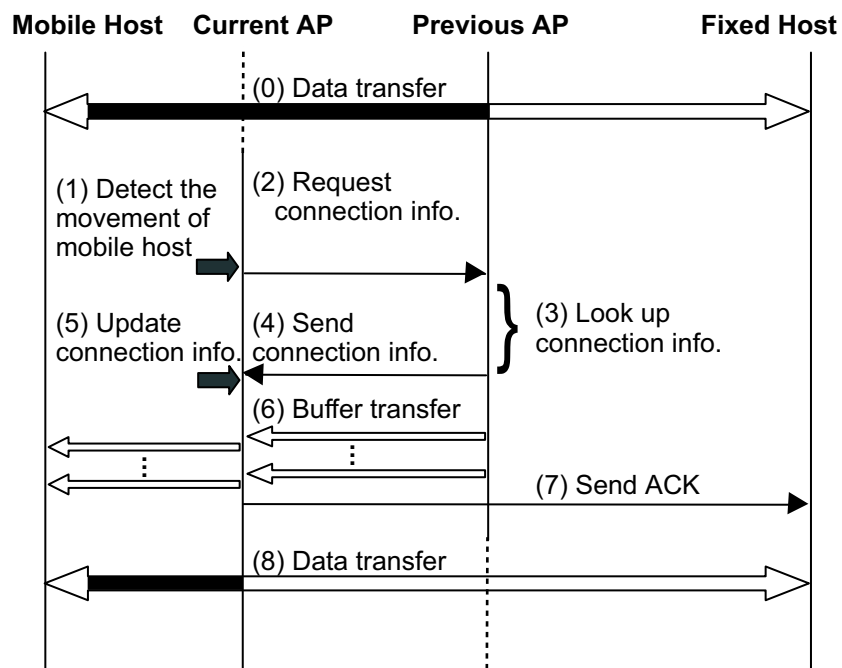 Mobile Host Current AP Previous AP Fixed Host
(0) Data transfer
(1) Detect the
movement of
mobile host
(2) Request
connection info.
(3) Look up
connection info.
(4) Send
connection info.
(5) Update
connection info.
(6) Buffer transfer
(7) Send ACK
(8) Data transfer